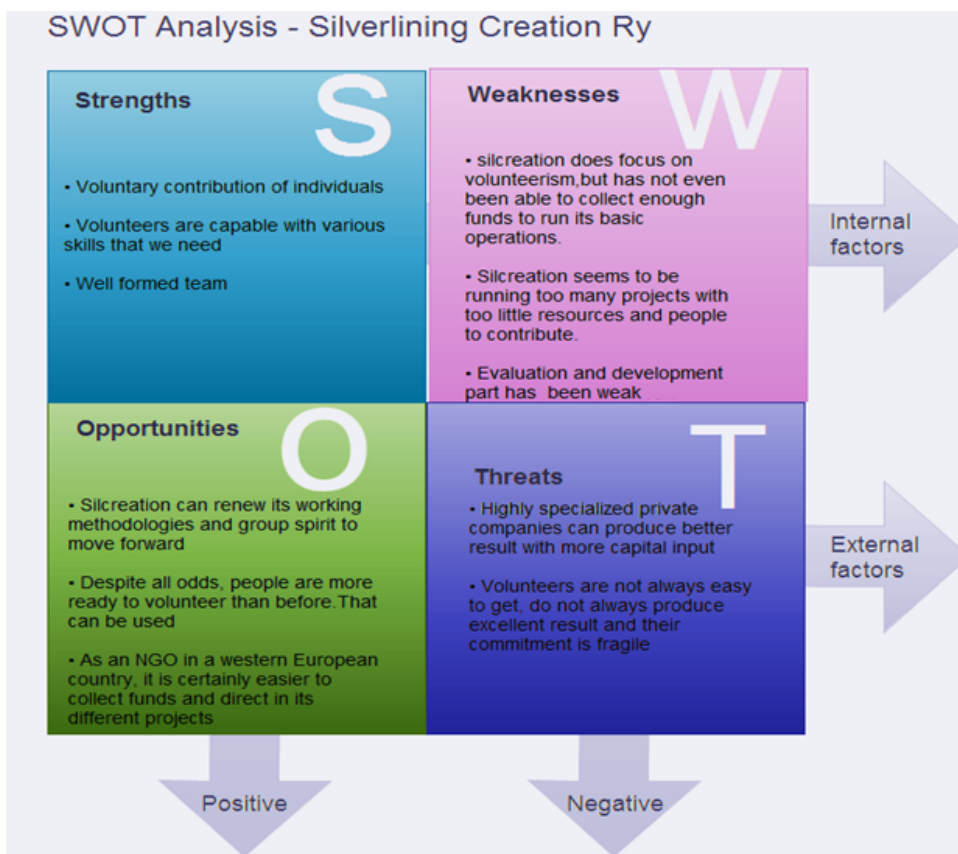 SWOT Analysis - Silverlining Creation Ry
Strengths
S
• Voluntary contribution of individuals
• Volunteers are capable with various
skills that we need
• Well formed team
Weaknesses
W
• silcreation does focus on
volunteerism,but has not even
been able to collect enough
funds to run its basic
operations.
• Silcreation seems to be
running too many projects with
too little resources and people
to contribute.
• Evaluation and development
part has been weak
Internal
factors
Opportunities
O
• Silcreation can renew its working
methodologies and group spirit to
move forward
• Despite all odds, people are more
ready to volunteer than before.That
can be used
• As an NGO in a western European
country, it is certainly easier to
collect funds and direct in its
different projects
Threats
T
• Highly specialized private
companies can produce better
result with more capital input
• Volunteers are not always easy
to get, do not always produce
excellent result and their
commitment is fragile
External
factors
Positive
Negative